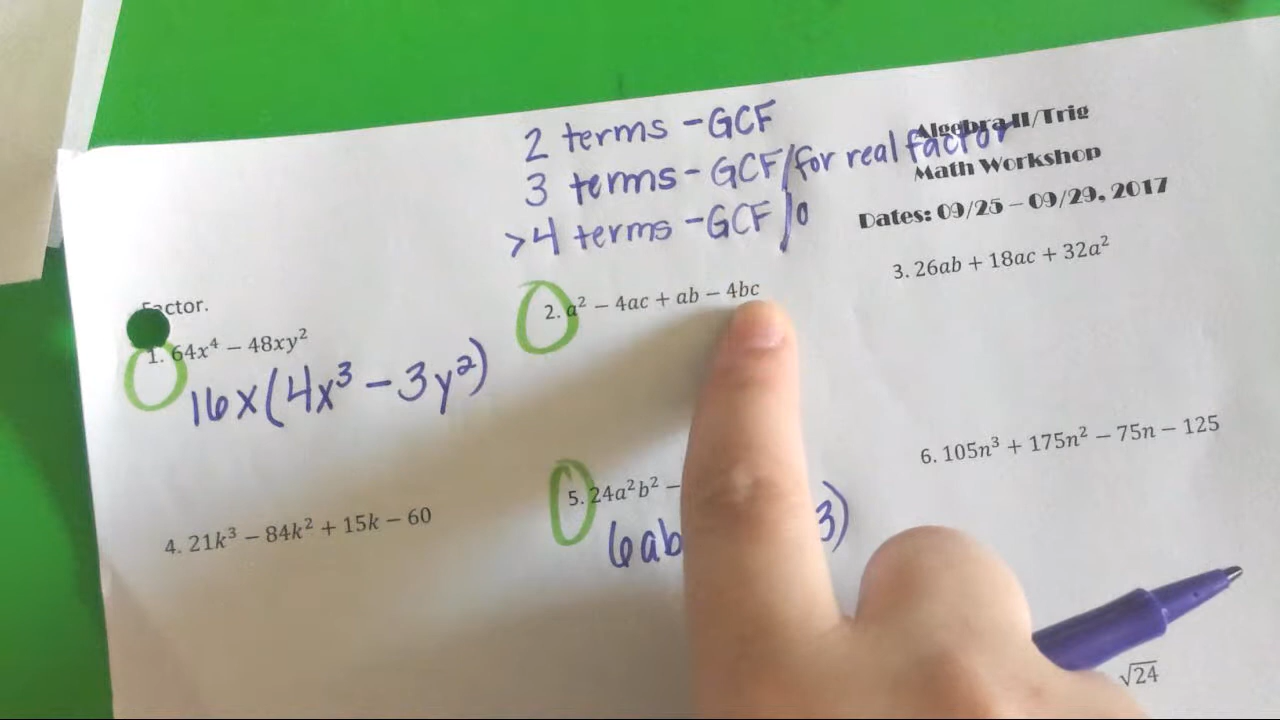 2 terms - GCF
3 terms - GCF/for real factor
>4 terms - GCF
Algebra II/Trig
Math Workshop
Dates: 09/25 – 09/29, 2017
Factor.
1. 64x⁴ − 48xy²
16x(4x³ − 3y²)
2. a² − 4ac + ab − 4bc
3. 26ab + 18ac + 32a²
4. 21k³ − 84k² + 15k − 60
5. 24a²b² −
6ab 3)
6. 105n³ + 175n² − 75n − 125
√24